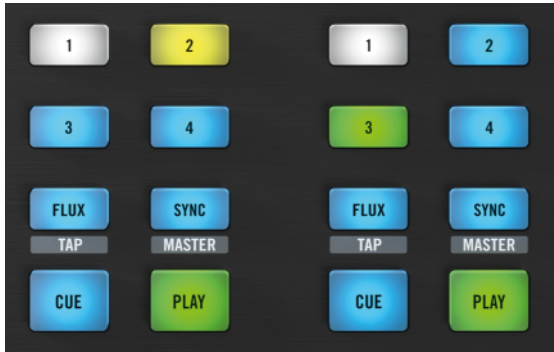 1 2 1 2
3 4 3 4
FLUX SYNC FLUX SYNC
TAP MASTER TAP MASTER
CUE PLAY CUE PLAY